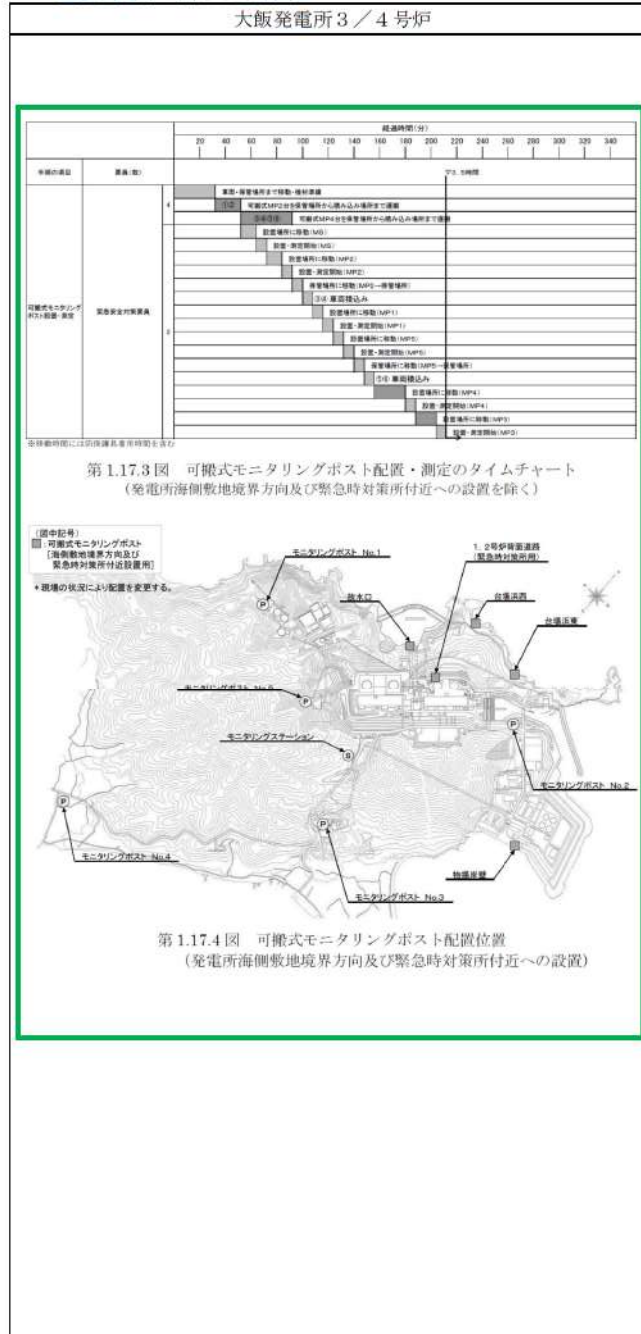 大飯発電所3/4号炉
経過時間(分)
20 40 60 80 100 120 140 160 180 200 220 240 260 280 300 320 340
手順の項目
要員(数)
▽3.5時間
可搬式モニタリング
ポスト設置・測定
緊急安全対策要員
4
2
車両・保管場所まで移動・機材準備
①② 可搬式MP2台を保管場所から積み込み場所まで運搬
③④⑤⑥ 可搬式MP4台を保管場所から積み込み場所まで運搬
設置場所に移動(MS)
設置・測定開始(MS)
設置場所に移動(MP2)
設置・測定開始(MP2)
保管場所に移動(MP2→保管場所)
③④ 車両積込み
設置場所に移動(MP1)
設置・測定開始(MP1)
設置場所に移動(MP5)
設置・測定開始(MP5)
保管場所に移動(MP5→保管場所)
⑤⑥ 車両積込み
設置場所に移動(MP4)
設置・測定開始(MP4)
設置場所に移動(MP3)
設置・測定開始(MP3)
※移動時間には防保護具着用時間を含む
第1.17.3図 可搬式モニタリングポスト配置・測定のタイムチャート
(発電所海側敷地境界方向及び緊急時対策所付近への設置を除く)
(図中記号)
:可搬式モニタリングポスト
[海側敷地境界方向及び
緊急時対策所付近設置用]
*現場の状況により配置を変更する。
モニタリングポスト No.1
1,2号炉背面道路
(緊急時対策所用)
放水口
台場浜西
台場浜東
P
モニタリングポスト No.5
P
P
モニタリングステーション
S
モニタリングポスト No.2
P
P
モニタリングポスト No.4
モニタリングポスト No.3
物揚岸壁
第1.17.4図 可搬式モニタリングポスト配置位置
(発電所海側敷地境界方向及び緊急時対策所付近への設置)